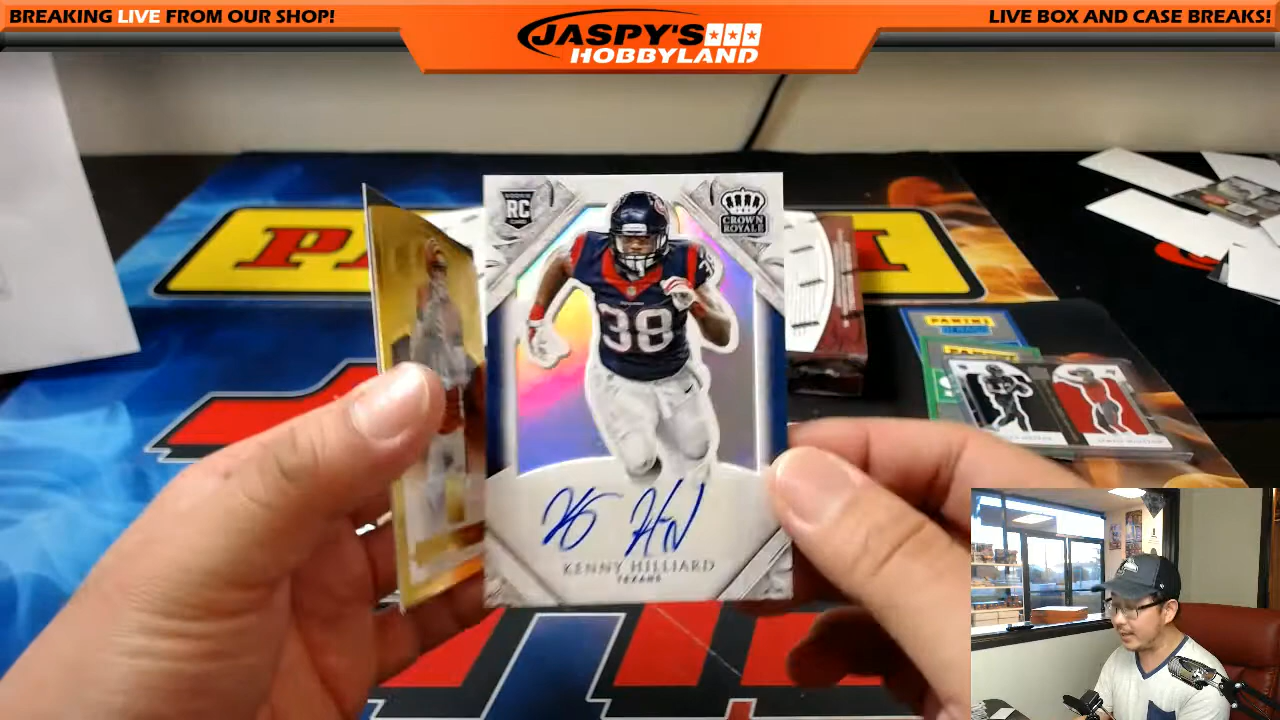 BREAKING LIVE FROM OUR SHOP!
JASPY'S
HOBBYLAND
LIVE BOX AND CASE BREAKS!
ROOKIE
RC
CROWN
ROYALE
38
KENNY HILLIARD
TEXANS
PANINI